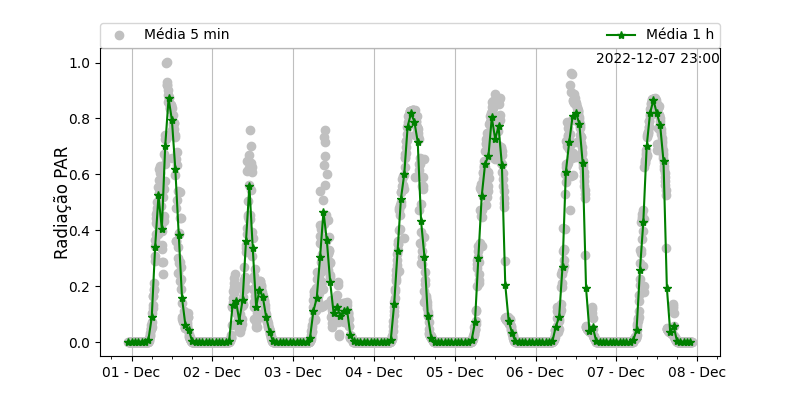 Média 5 min
Média 1 h
2022-12-07 23:00
Radiação PAR
1.0
0.8
0.6
0.4
0.2
0.0
01 - Dec
02 - Dec
03 - Dec
04 - Dec
05 - Dec
06 - Dec
07 - Dec
08 - Dec